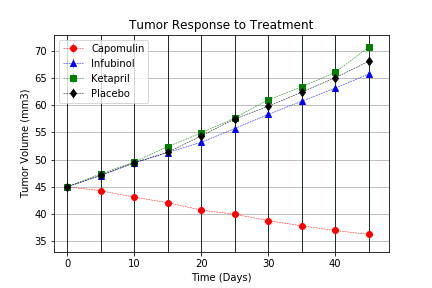 Tumor Response to Treatment
Capomulin
Infubinol
Ketapril
Placebo
Tumor Volume (mm3)
70
65
60
55
50
45
40
35
0
10
20
30
40
Time (Days)